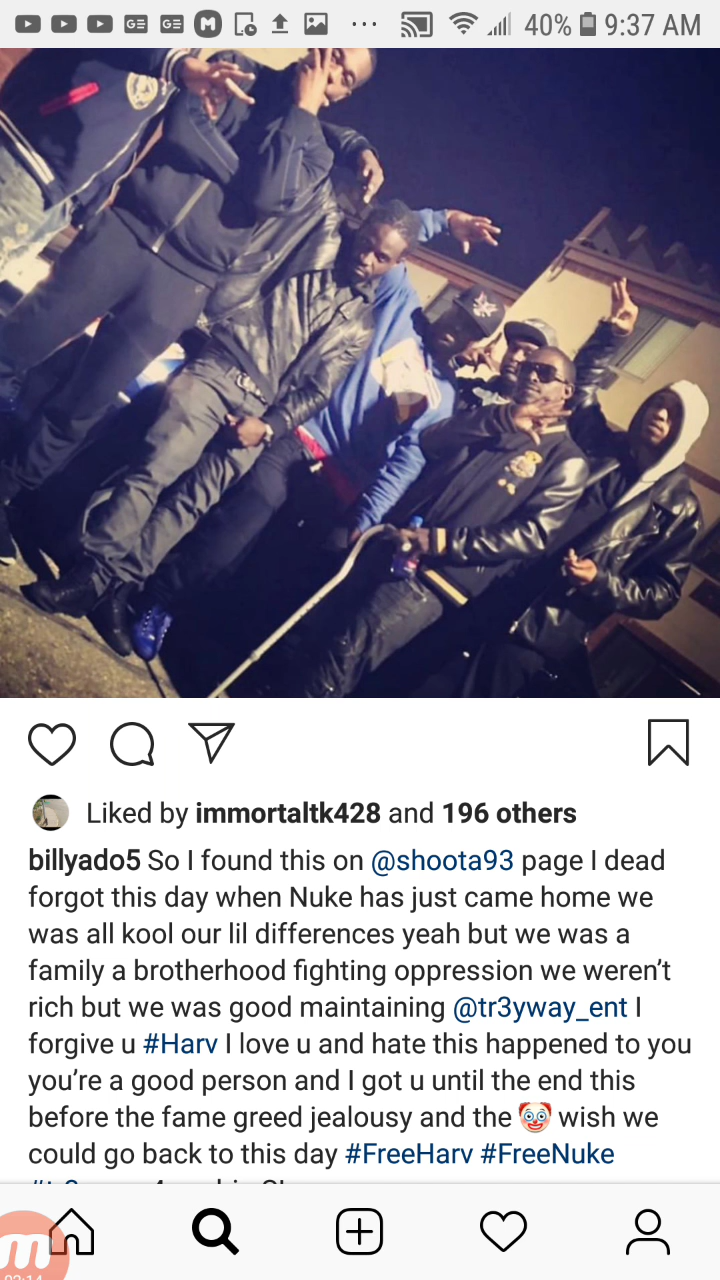 40% 9:37 AM
Liked by immortaltk428 and 196 others
billyado5 So I found this on @shoota93 page I dead
forgot this day when Nuke has just came home we
was all kool our lil differences yeah but we was a
family a brotherhood fighting oppression we weren't
rich but we was good maintaining @tr3yway_ent I
forgive u #Harv I love u and hate this happened to you
you're a good person and I got u until the end this
before the fame greed jealousy and the 🤡 wish we
could go back to this day #FreeHarv #FreeNuke